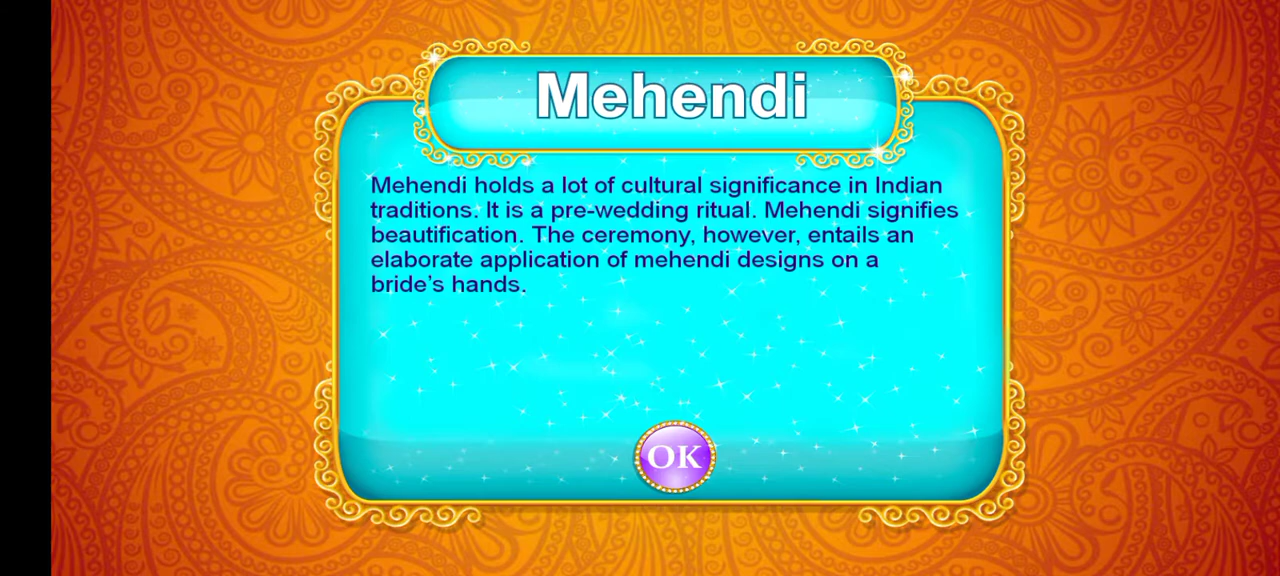 Mehendi
Mehendi holds a lot of cultural significance in Indian
traditions. It is a pre-wedding ritual. Mehendi signifies
beautification. The ceremony, however, entails an
elaborate application of mehendi designs on a
bride's hands.
OK